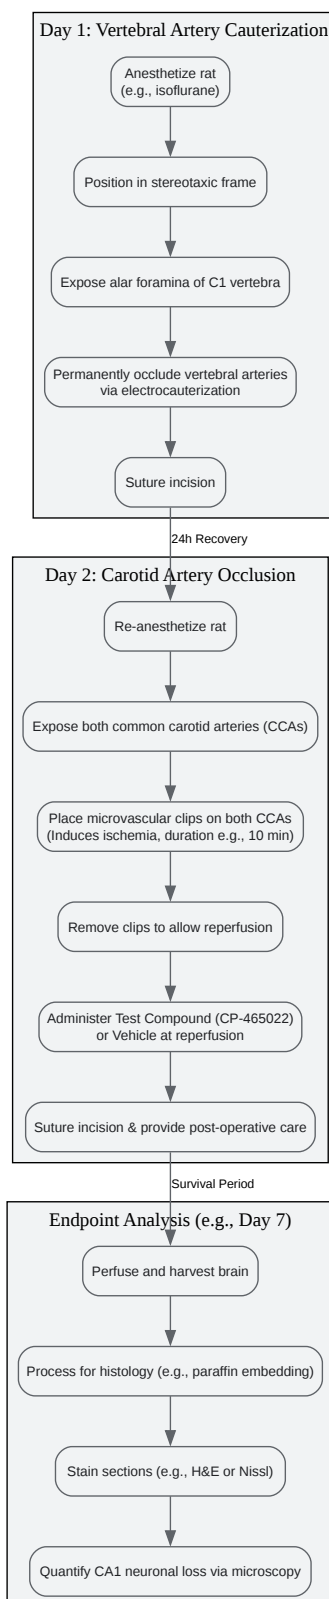 Day 1: Vertebral Artery Cauterization
Anesthetize rat
(e.g., isoflurane)
Position in stereotaxic frame
Expose alar foramina of C1 vertebra
Permanently occlude vertebral arteries
via electrocauterization
Suture incision
24h Recovery
Day 2: Carotid Artery Occlusion
Re-anesthetize rat
Expose both common carotid arteries (CCAs)
Place microvascular clips on both CCAs
(Induces ischemia, duration e.g., 10 min)
Remove clips to allow reperfusion
Administer Test Compound (CP-465022)
or Vehicle at reperfusion
Suture incision & provide post-operative care
Survival Period
Endpoint Analysis (e.g., Day 7)
Perfuse and harvest brain
Process for histology (e.g., paraffin embedding)
Stain sections (e.g., H&E or Nissl)
Quantify CA1 neuronal loss via microscopy